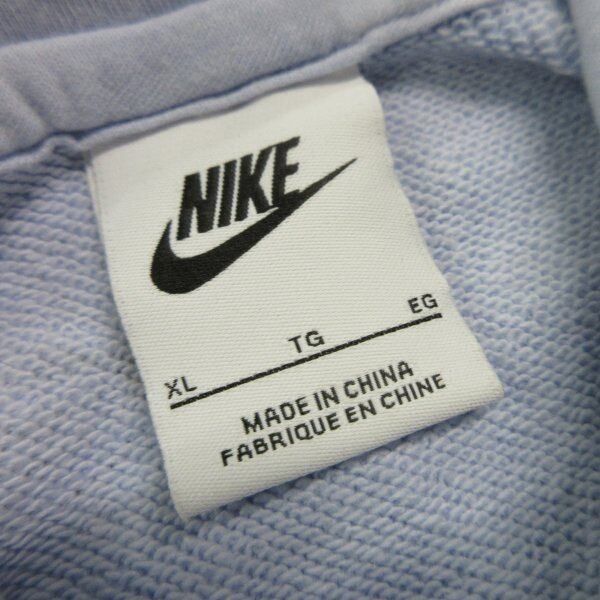 NIKE
XL TG EG
MADE IN CHINA
FABRIQUE EN CHINE